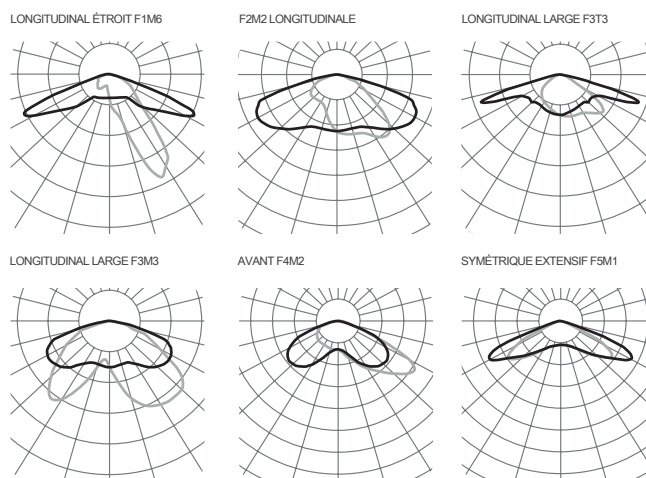 LONGITUDINAL ÉTROIT F1M6
F2M2 LONGITUDINALE
LONGITUDINAL LARGE F3T3
LONGITUDINAL LARGE F3M3
AVANT F4M2
SYMÉTRIQUE EXTENSIF F5M1